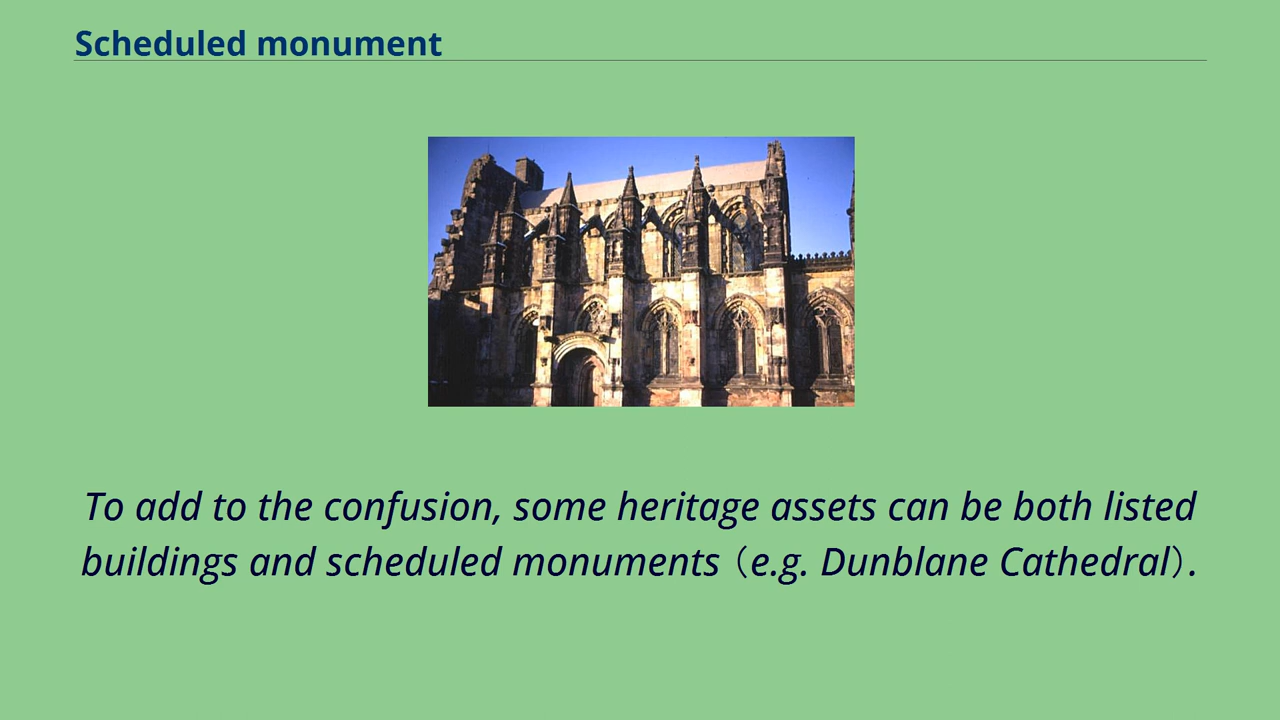 Scheduled monument
To add to the confusion, some heritage assets can be both listed
buildings and scheduled monuments（e.g. Dunblane Cathedral）.